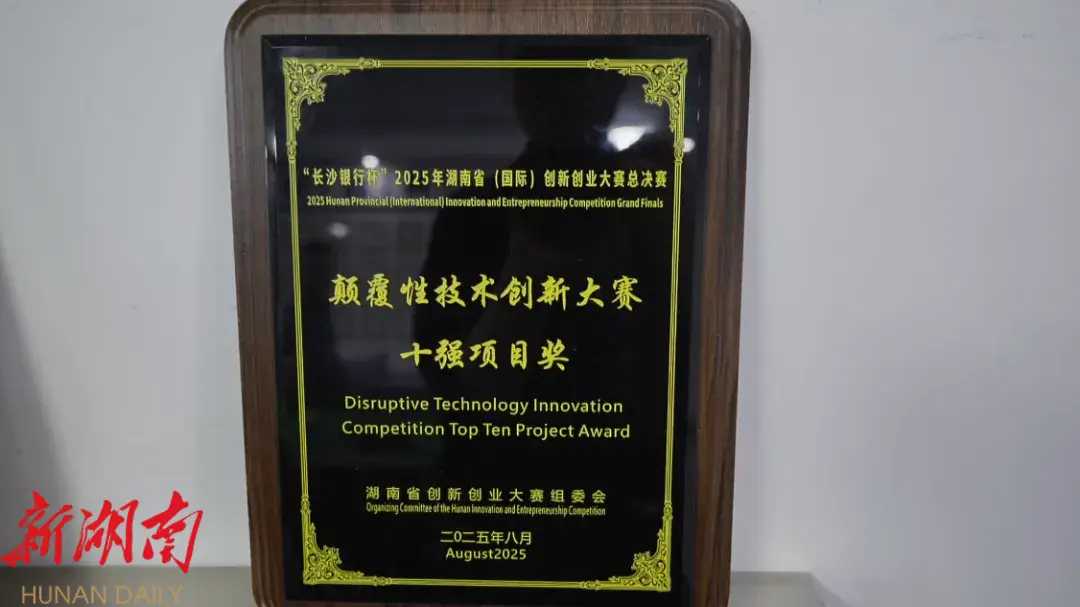 “长沙银行杯”2025年湖南省（国际）创新创业大赛总决赛
2025 Hunan Provincial (International) Innovation and Entrepreneurship Competition Grand Finals
颠覆性技术创新大赛
十强项目奖
Disruptive Technology Innovation
Competition Top Ten Project Award
湖南省创新创业大赛组委会
Organizing Committee of the Hunan Innovation and Entrepreneurship Competition
二0二五年八月
August2025
新湖南
HUNAN DAILY